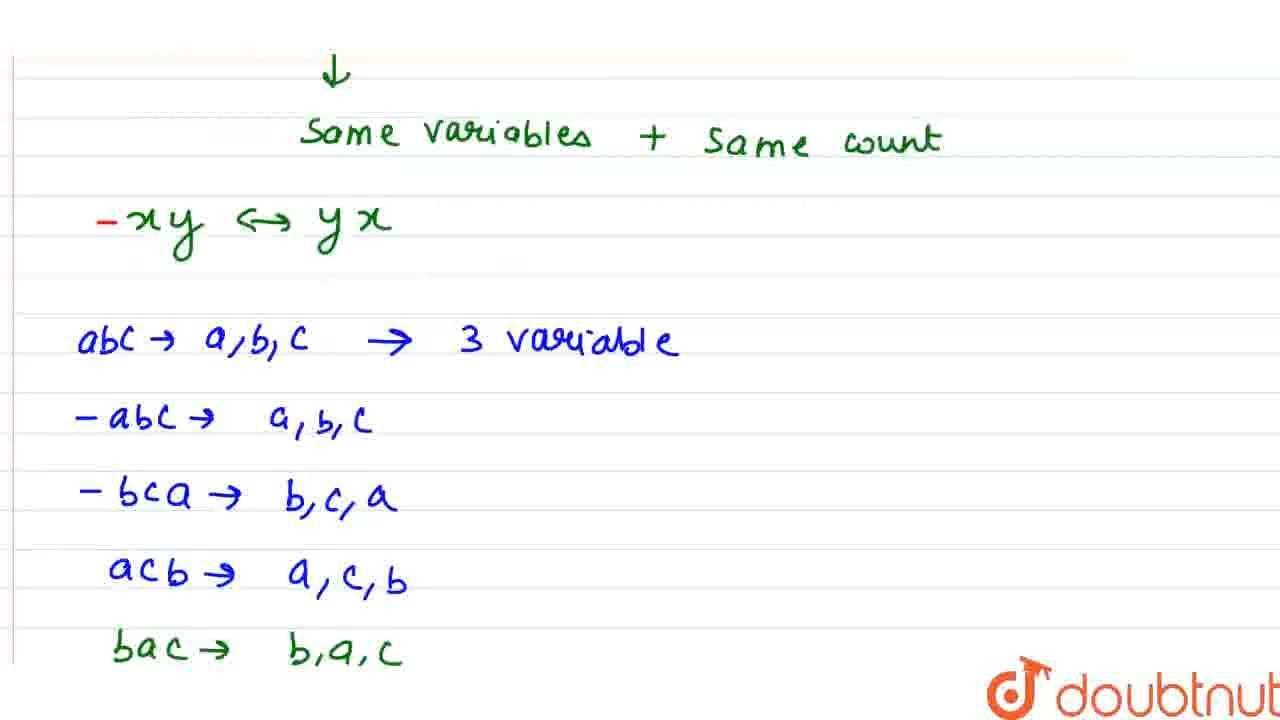 ↓
Same variables + Same count
-xy ↔ yx
abc → a, b, c → 3 variable
- abc → a, b, c
- bca → b, c, a
acb → a, c, b
bac → b, a, c
doubtnut